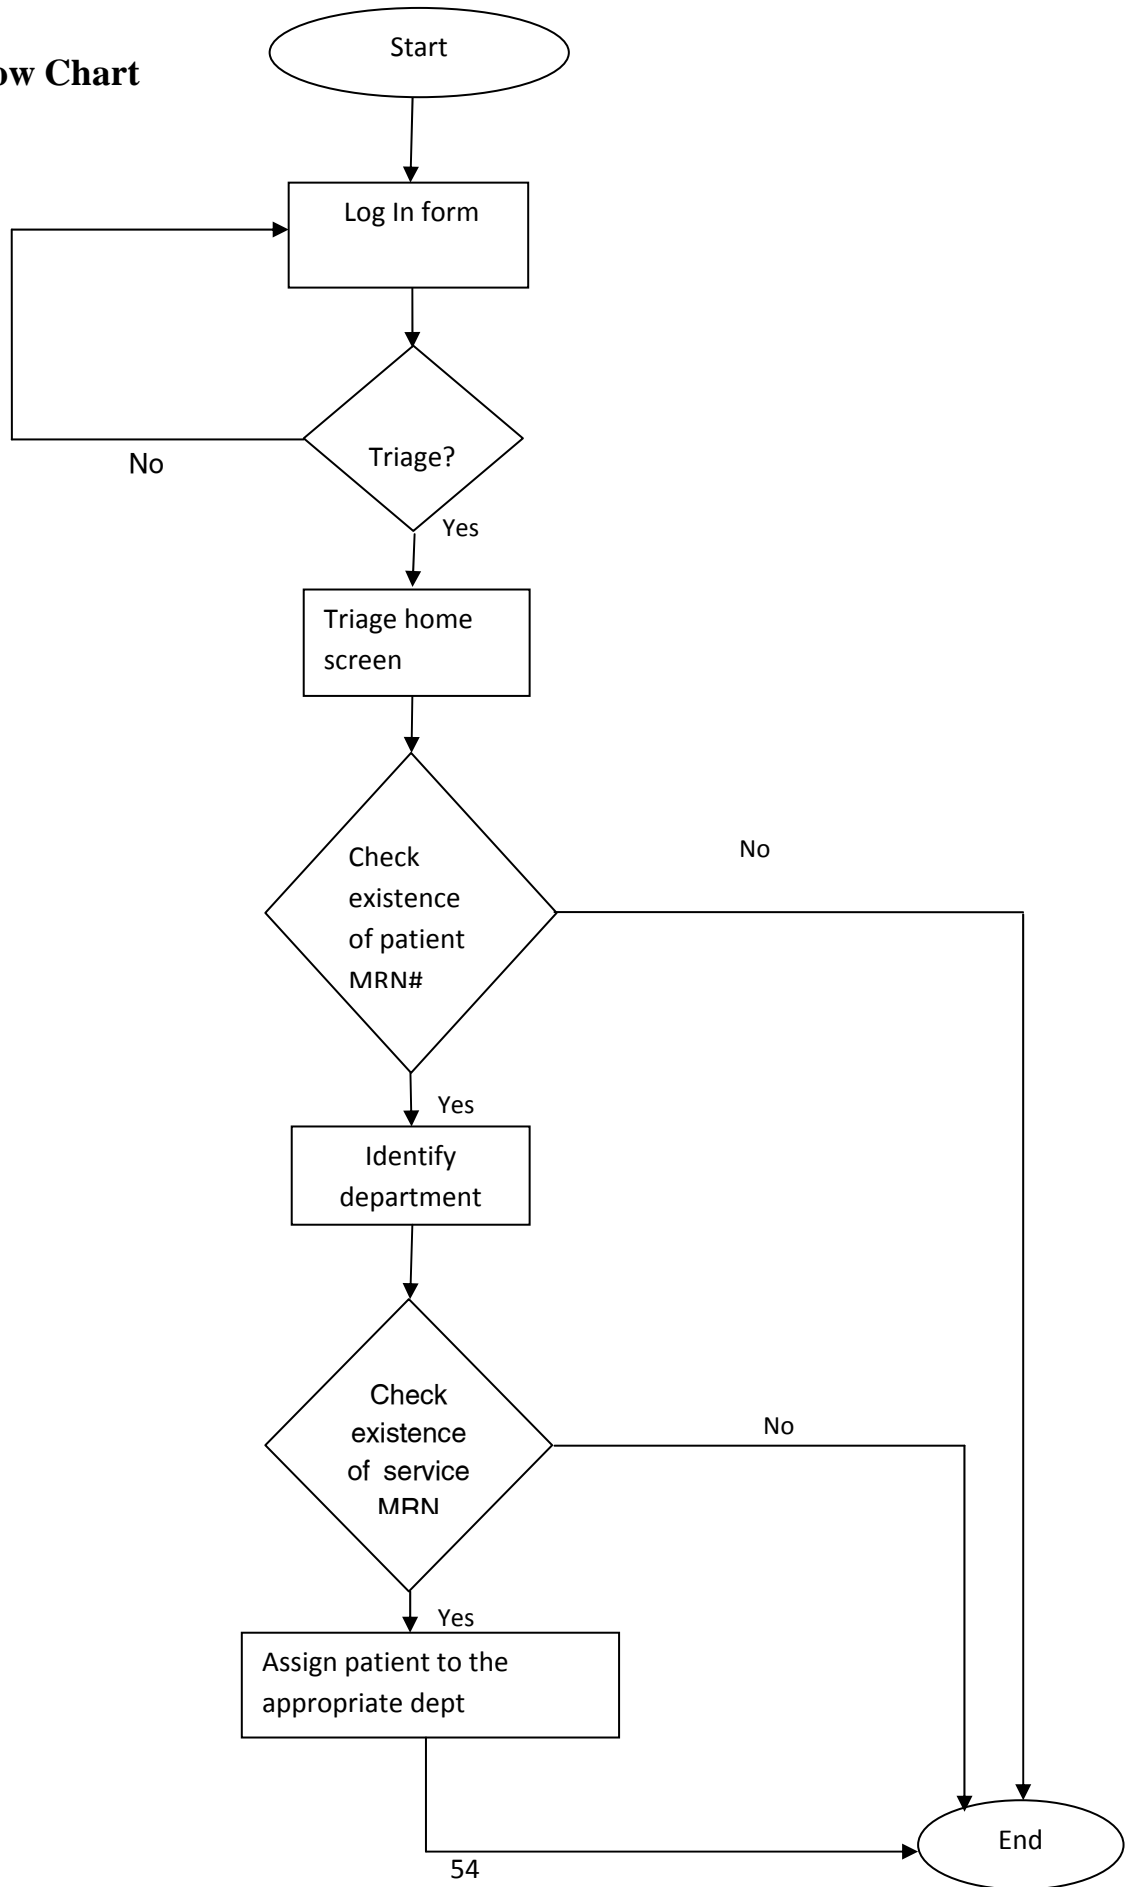 Start
ow Chart
Log In form
Triage?
No
Yes
Triage home
screen
Check
existence
of patient
MRN#
No
Yes
Identify
department
Check
existence
of service
MRN
No
Yes
Assign patient to the
appropriate dept
End
54